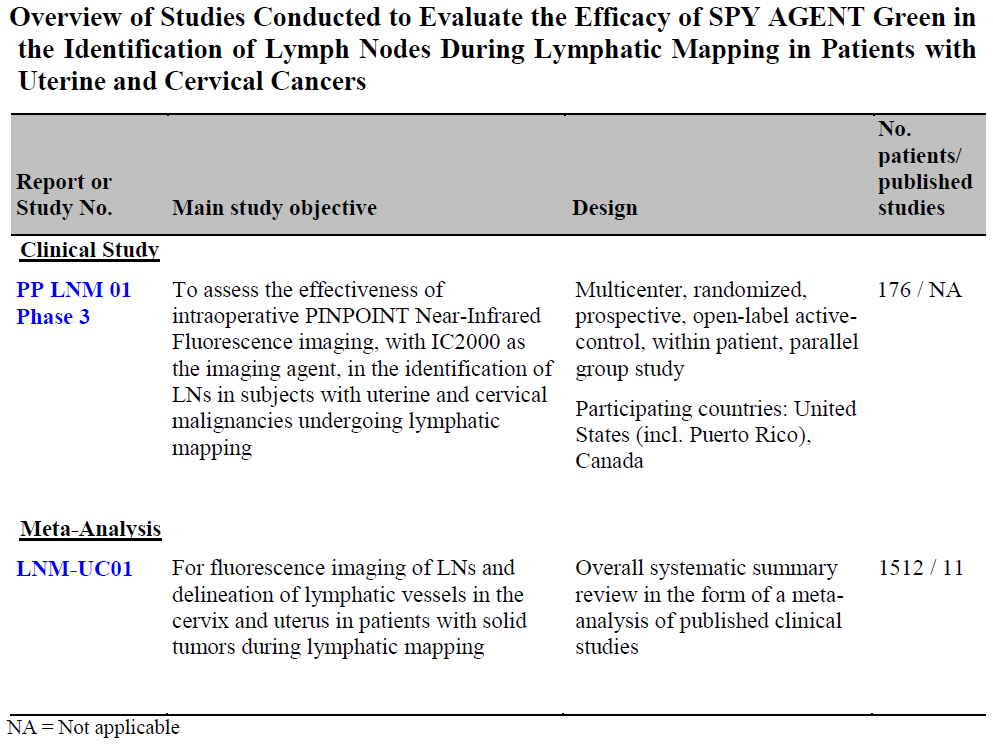 Overview of Studies Conducted to Evaluate the Efficacy of SPY AGENT Green in
the Identification of Lymph Nodes During Lymphatic Mapping in Patients with
Uterine and Cervical Cancers
Report or
Study No.
Main study objective
Design
No.
patients/
published
studies
Clinical Study
PP LNM 01
Phase 3
To assess the effectiveness of
intraoperative PINPOINT Near-Infrared
Fluorescence imaging, with IC2000 as
the imaging agent, in the identification of
LNs in subjects with uterine and cervical
malignancies undergoing lymphatic
mapping
Multicenter, randomized,
prospective, open-label active-
control, within patient, parallel
group study
Participating countries: United
States (incl. Puerto Rico),
Canada
176 / NA
Meta-Analysis
LNM-UC01
For fluorescence imaging of LNs and
delineation of lymphatic vessels in the
cervix and uterus in patients with solid
tumors during lymphatic mapping
Overall systematic summary
review in the form of a meta-
analysis of published clinical
studies
1512 / 11
NA = Not applicable